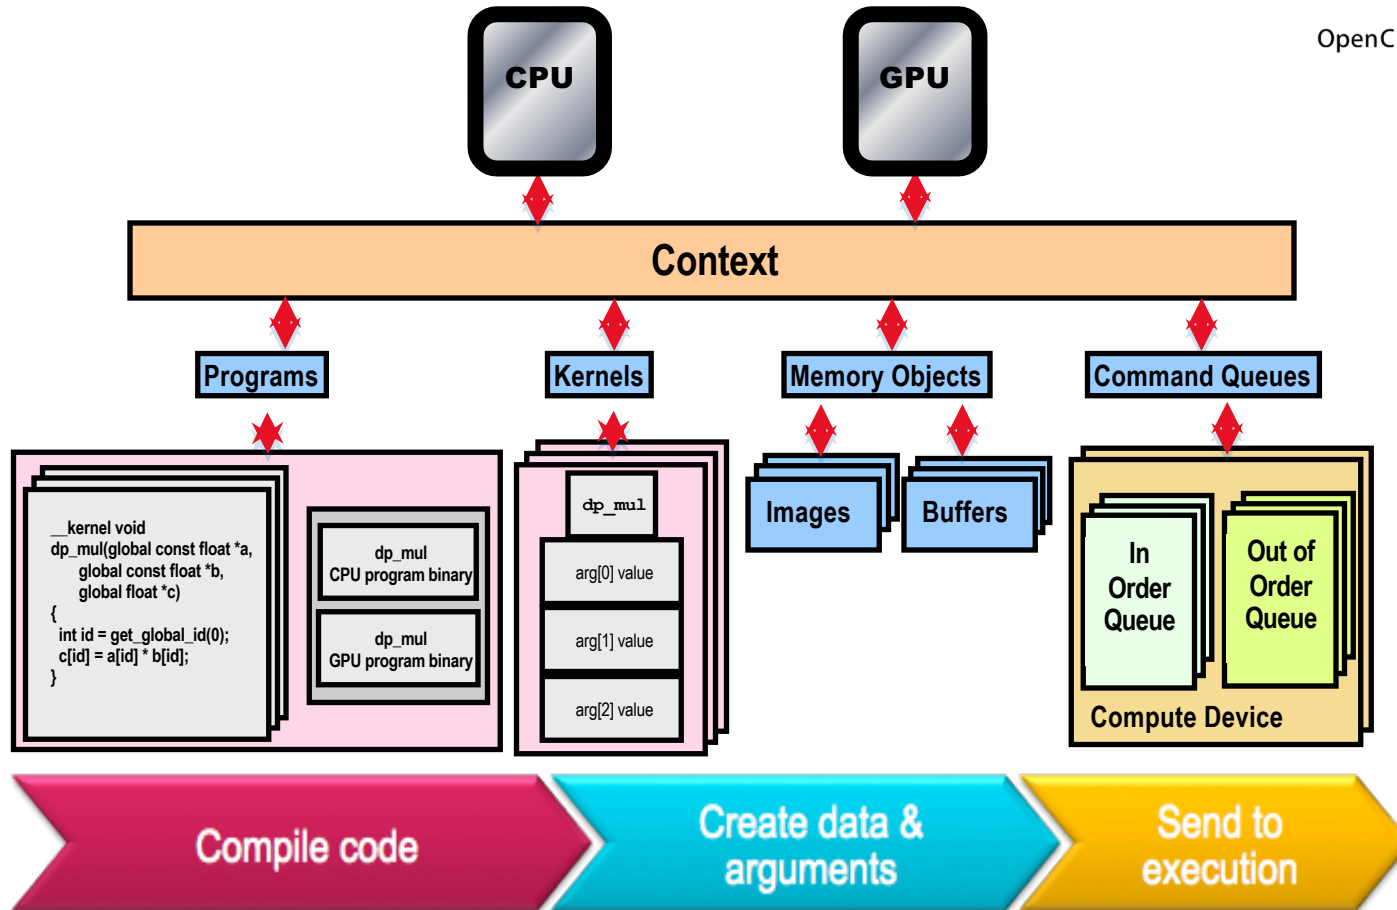 CPU
GPU
OpenC
Context
Programs
Kernels
Memory Objects
Command Queues
__kernel void
dp_mul(global const float *a,
global const float *b,
global float *c)
{
int id = get_global_id(0);
c[id] = a[id] * b[id];
}
dp_mul
CPU program binary
dp_mul
GPU program binary
dp_mul
arg[0] value
arg[1] value
arg[2] value
Images
Buffers
In
Order
Queue
Out of
Order
Queue
Compute Device
Compile code
Create data &
arguments
Send to
execution